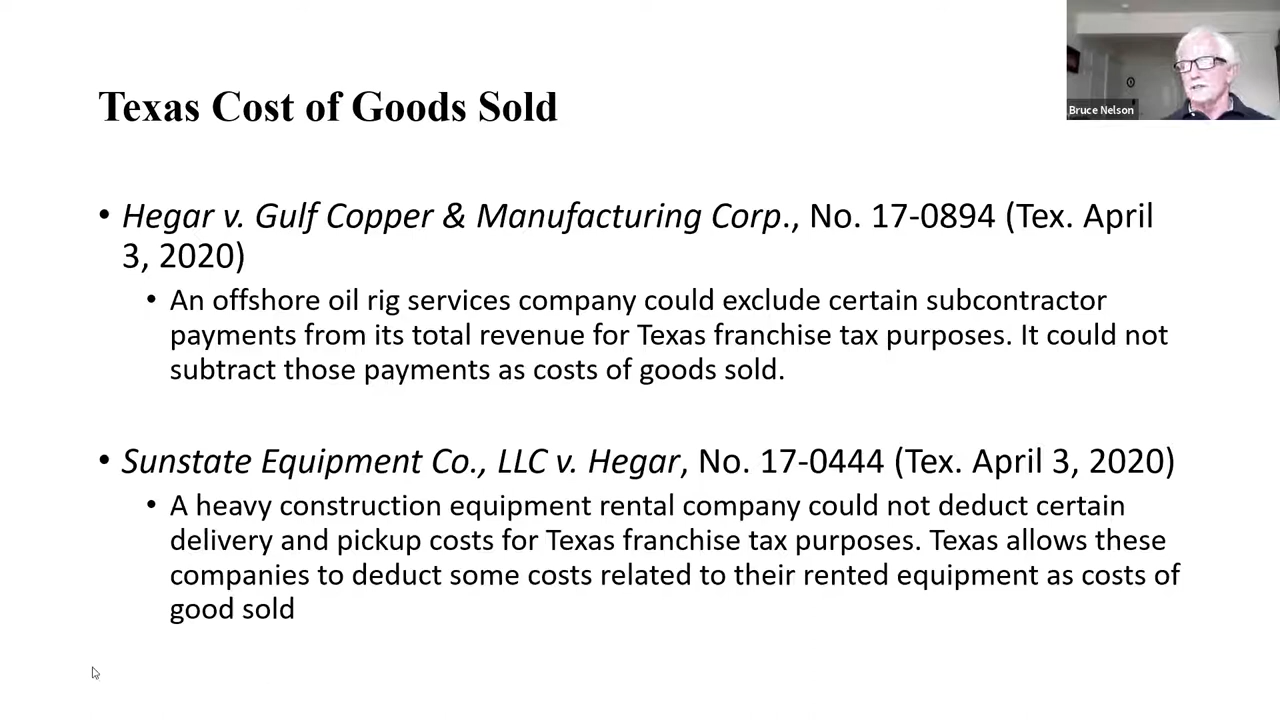 Bruce Nelson
Texas Cost of Goods Sold
• Hegar v. Gulf Copper & Manufacturing Corp., No. 17-0894 (Tex. April
3, 2020)
• An offshore oil rig services company could exclude certain subcontractor
payments from its total revenue for Texas franchise tax purposes. It could not
subtract those payments as costs of goods sold.
• Sunstate Equipment Co., LLC v. Hegar, No. 17-0444 (Tex. April 3, 2020)
• A heavy construction equipment rental company could not deduct certain
delivery and pickup costs for Texas franchise tax purposes. Texas allows these
companies to deduct some costs related to their rented equipment as costs of
good sold